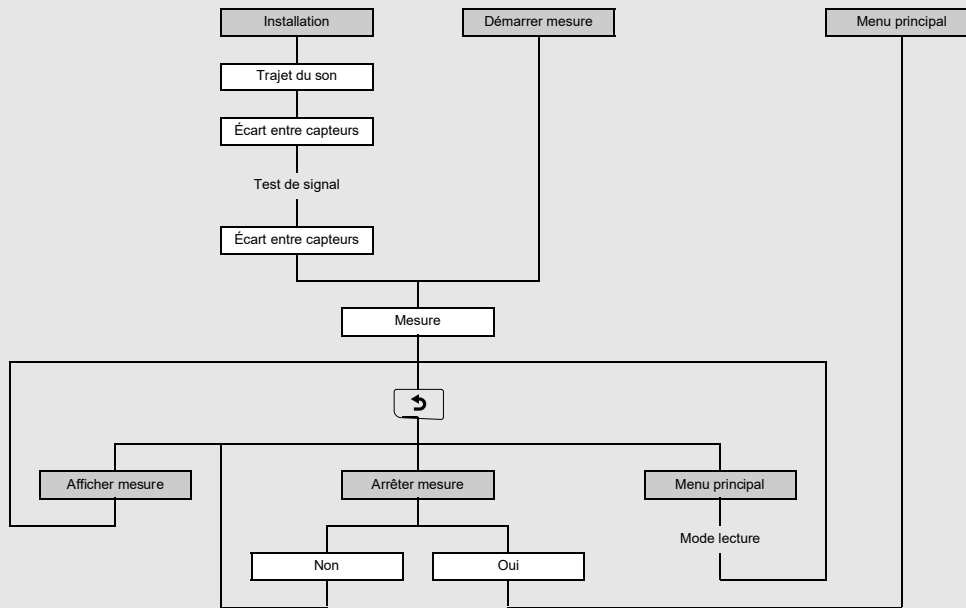 Installation
Démarrer mesure
Menu principal
Trajet du son
Écart entre capteurs
Test de signal
Écart entre capteurs
Mesure
Afficher mesure
Arrêter mesure
Menu principal
Mode lecture
Non
Oui